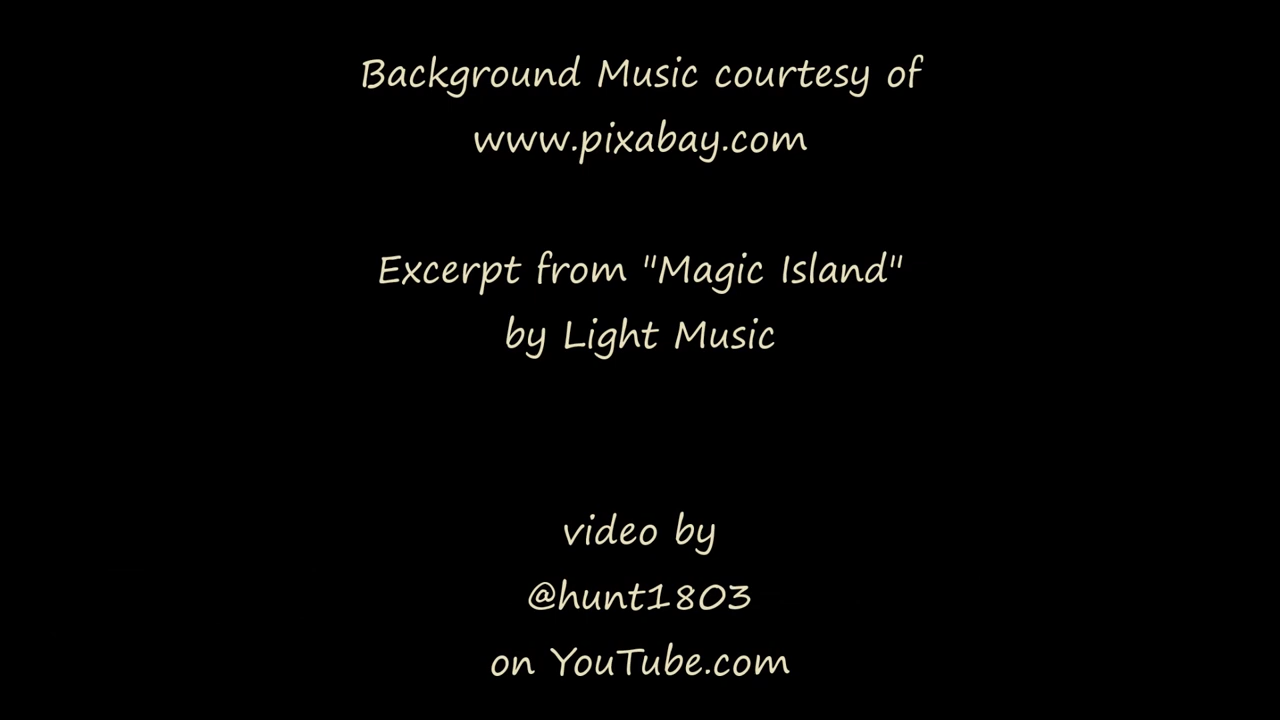 Background Music courtesy of
www.pixabay.com
Excerpt from "Magic Island"
by Light Music
video by
@hunt1803
on YouTube.com